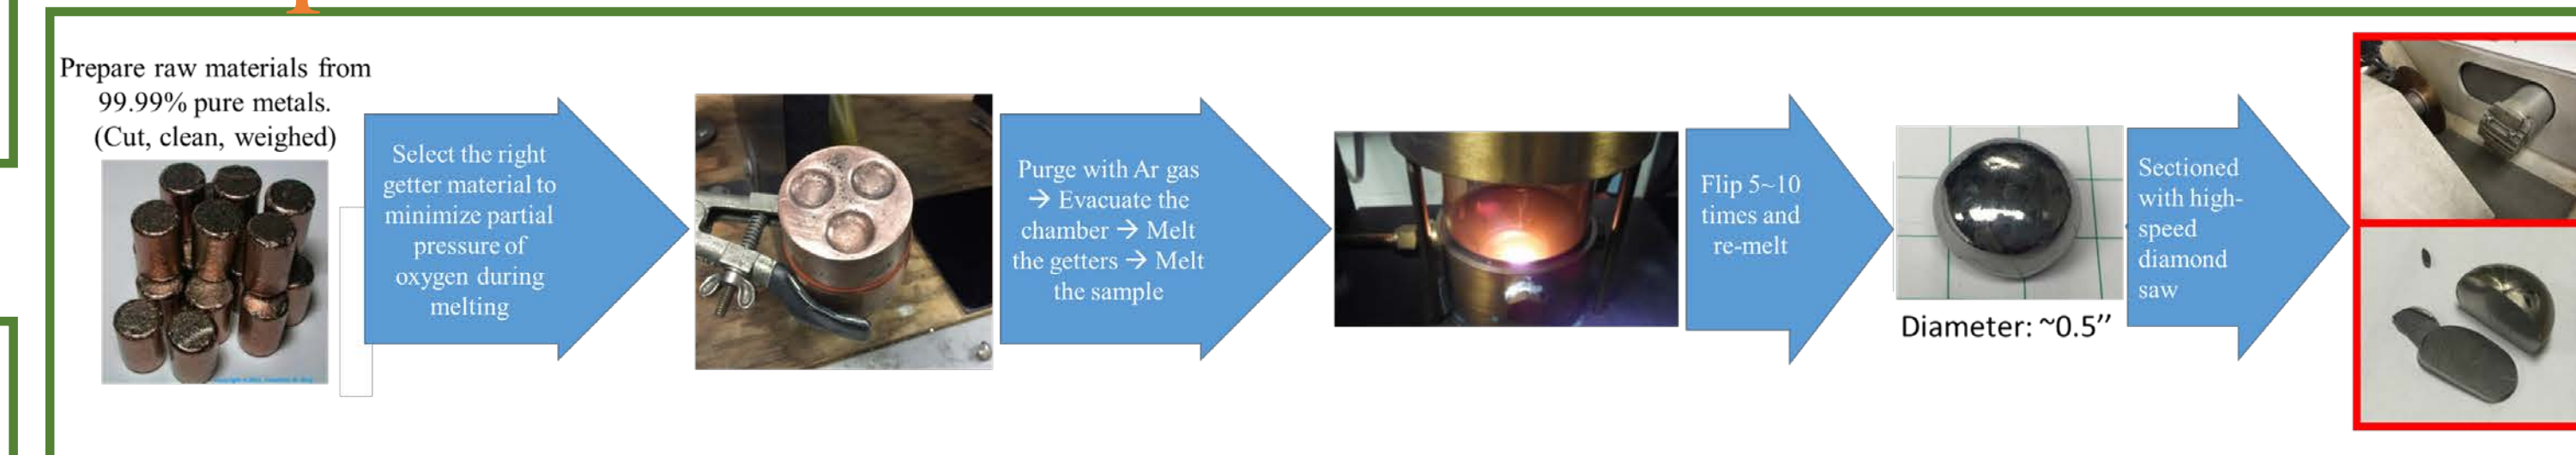 Prepare raw materials from
99.99% pure metals.
(Cut, clean, weighed)
Select the right
getter material to
minimize partial
pressure of
oxygen during
melting
Purge with Ar gas
→ Evacuate the
chamber → Melt
the getters → Melt
the sample
Flip 5~10
times and
re-melt
Diameter: ~0.5’’
Sectioned
with high-
speed
diamond
saw